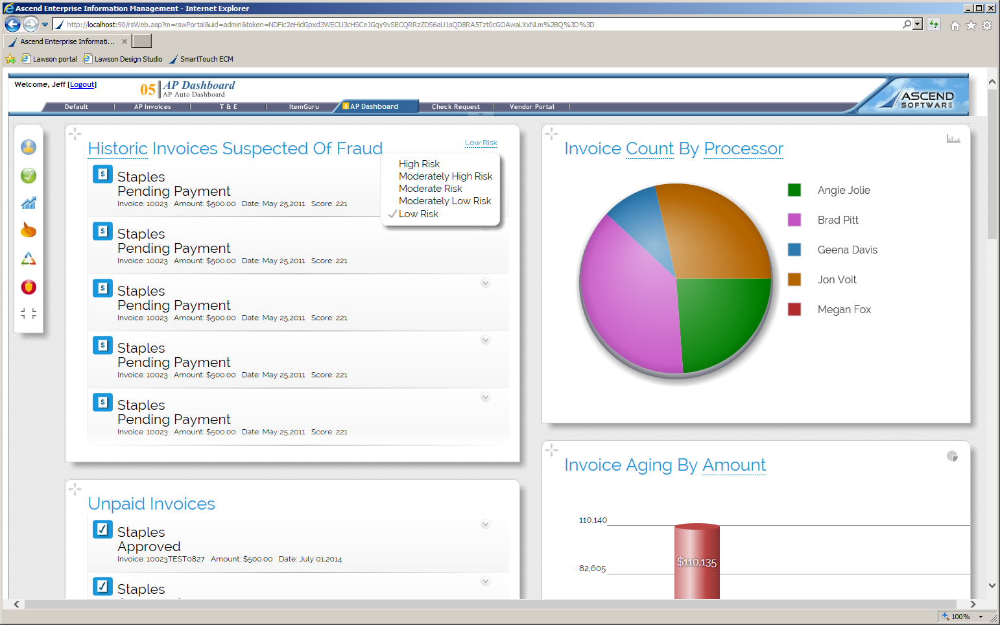 Ascend Enterprise Information Management - Internet Explorer
http://localhost:90/rsWeb.asp?m=rswPortal&uid=admin&token=NDFic2eHidGpxd3WECU3cHSCeJGqy9vSBCQRRzZDS6aU1sQD8RA5Tzt0cGOAwaLXxNLm%2BQ%3D%3D
Ascend Enterprise Informati...
Lawson portal Lawson Design Studio SmartTouch ECM
Welcome, Jeff [Logout]
05 AP Dashboard
AP Auto Dashboard
Default AP Invoices T & E ItemGuru 5 AP Dashboard Check Request Vendor Portal
ASCEND
SOFTWARE
Historic Invoices Suspected Of Fraud
Low Risk
High Risk
Moderately High Risk
Moderate Risk
Moderately Low Risk
Low Risk
Staples
Pending Payment
Invoice: 10023 Amount: $500.00 Date: May 25,2011 Score: 221
Staples
Pending Payment
Invoice: 10023 Amount: $500.00 Date: May 25,2011 Score: 221
Staples
Pending Payment
Invoice: 10023 Amount: $500.00 Date: May 25,2011 Score: 221
Staples
Pending Payment
Invoice: 10023 Amount: $500.00 Date: May 25,2011 Score: 221
Staples
Pending Payment
Invoice: 10023 Amount: $500.00 Date: May 25,2011 Score: 221
Unpaid Invoices
Staples
Approved
Invoice: 10023TEST0827 Amount: $500.00 Date: July 01,2014
Staples
Invoice Count By Processor
Angie Jolie
Brad Pitt
Geena Davis
Jon Voit
Megan Fox
Invoice Aging By Amount
110,140
$110,135
82,605
100%